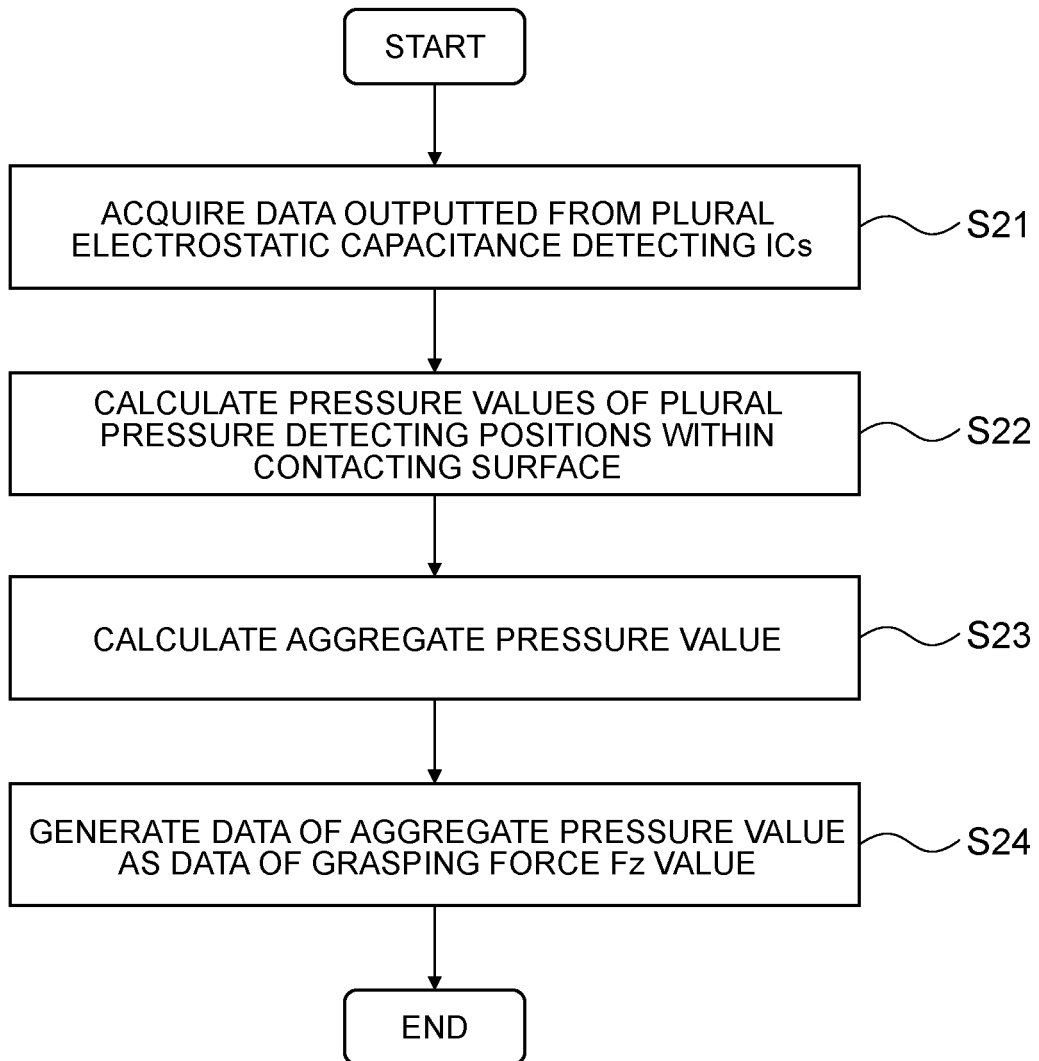 START
ACQUIRE DATA OUTPUTTED FROM PLURAL
ELECTROSTATIC CAPACITANCE DETECTING ICs
S21
CALCULATE PRESSURE VALUES OF PLURAL
PRESSURE DETECTING POSITIONS WITHIN
CONTACTING SURFACE
S22
CALCULATE AGGREGATE PRESSURE VALUE
S23
GENERATE DATA OF AGGREGATE PRESSURE VALUE
AS DATA OF GRASPING FORCE Fz VALUE
S24
END